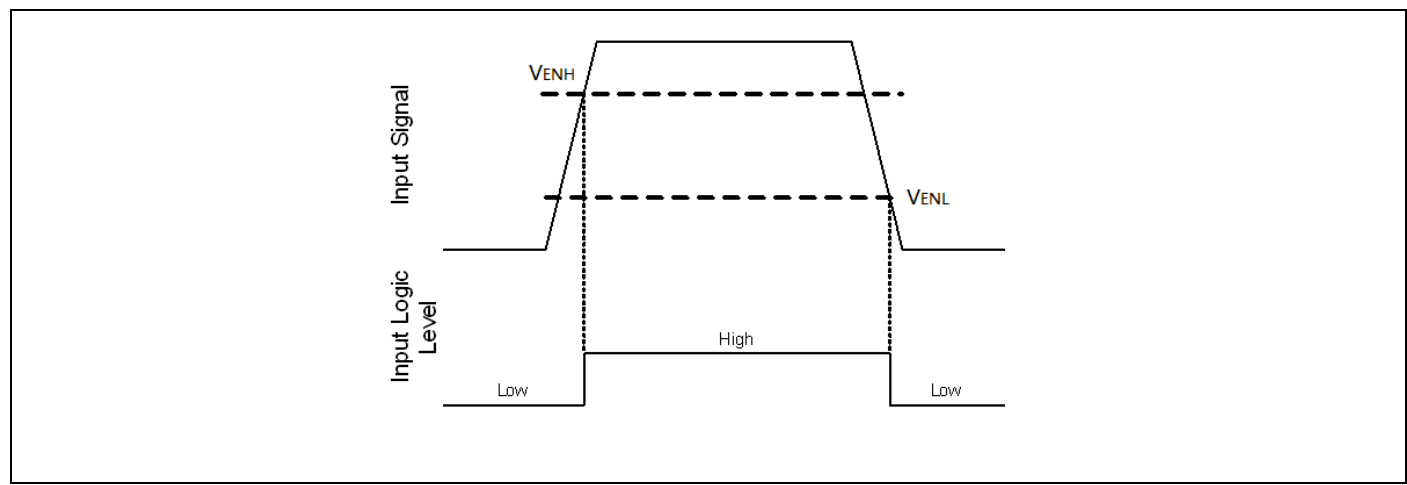 VENH
Input Signal
VENL
Input Logic
Level
High
Low
Low